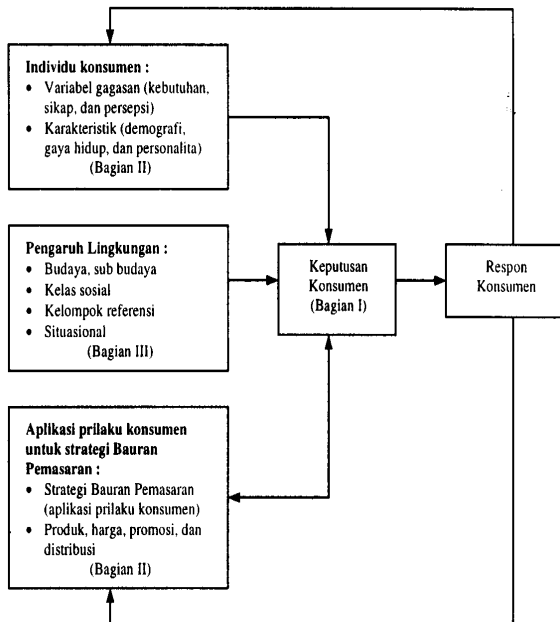 Individu konsumen :
• Variabel gagasan (kebutuhan,
sikap, dan persepsi)
• Karakteristik (demografi,
gaya hidup, dan personalita)
(Bagian II)
Pengaruh Lingkungan :
• Budaya, sub budaya
• Kelas sosial
• Kelompok referensi
• Situasional
(Bagian III)
Keputusan
Konsumen
(Bagian I)
Respon
Konsumen
Aplikasi prilaku konsumen
untuk strategi Bauran
Pemasaran :
• Strategi Bauran Pemasaran
(aplikasi prilaku konsumen)
• Produk, harga, promosi, dan
distribusi
(Bagian II)